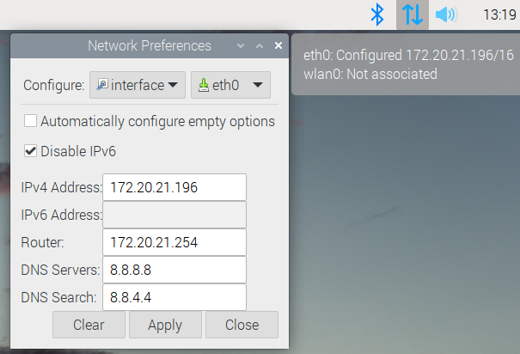 13:19
Network Preferences
eth0: Configured 172.20.21.196/16
wlan0: Not associated
Configure: interface eth0
Automatically configure empty options
Disable IPv6
IPv4 Address: 172.20.21.196
IPv6 Address:
Router: 172.20.21.254
DNS Servers: 8.8.8.8
DNS Search: 8.8.4.4
Clear Apply Close